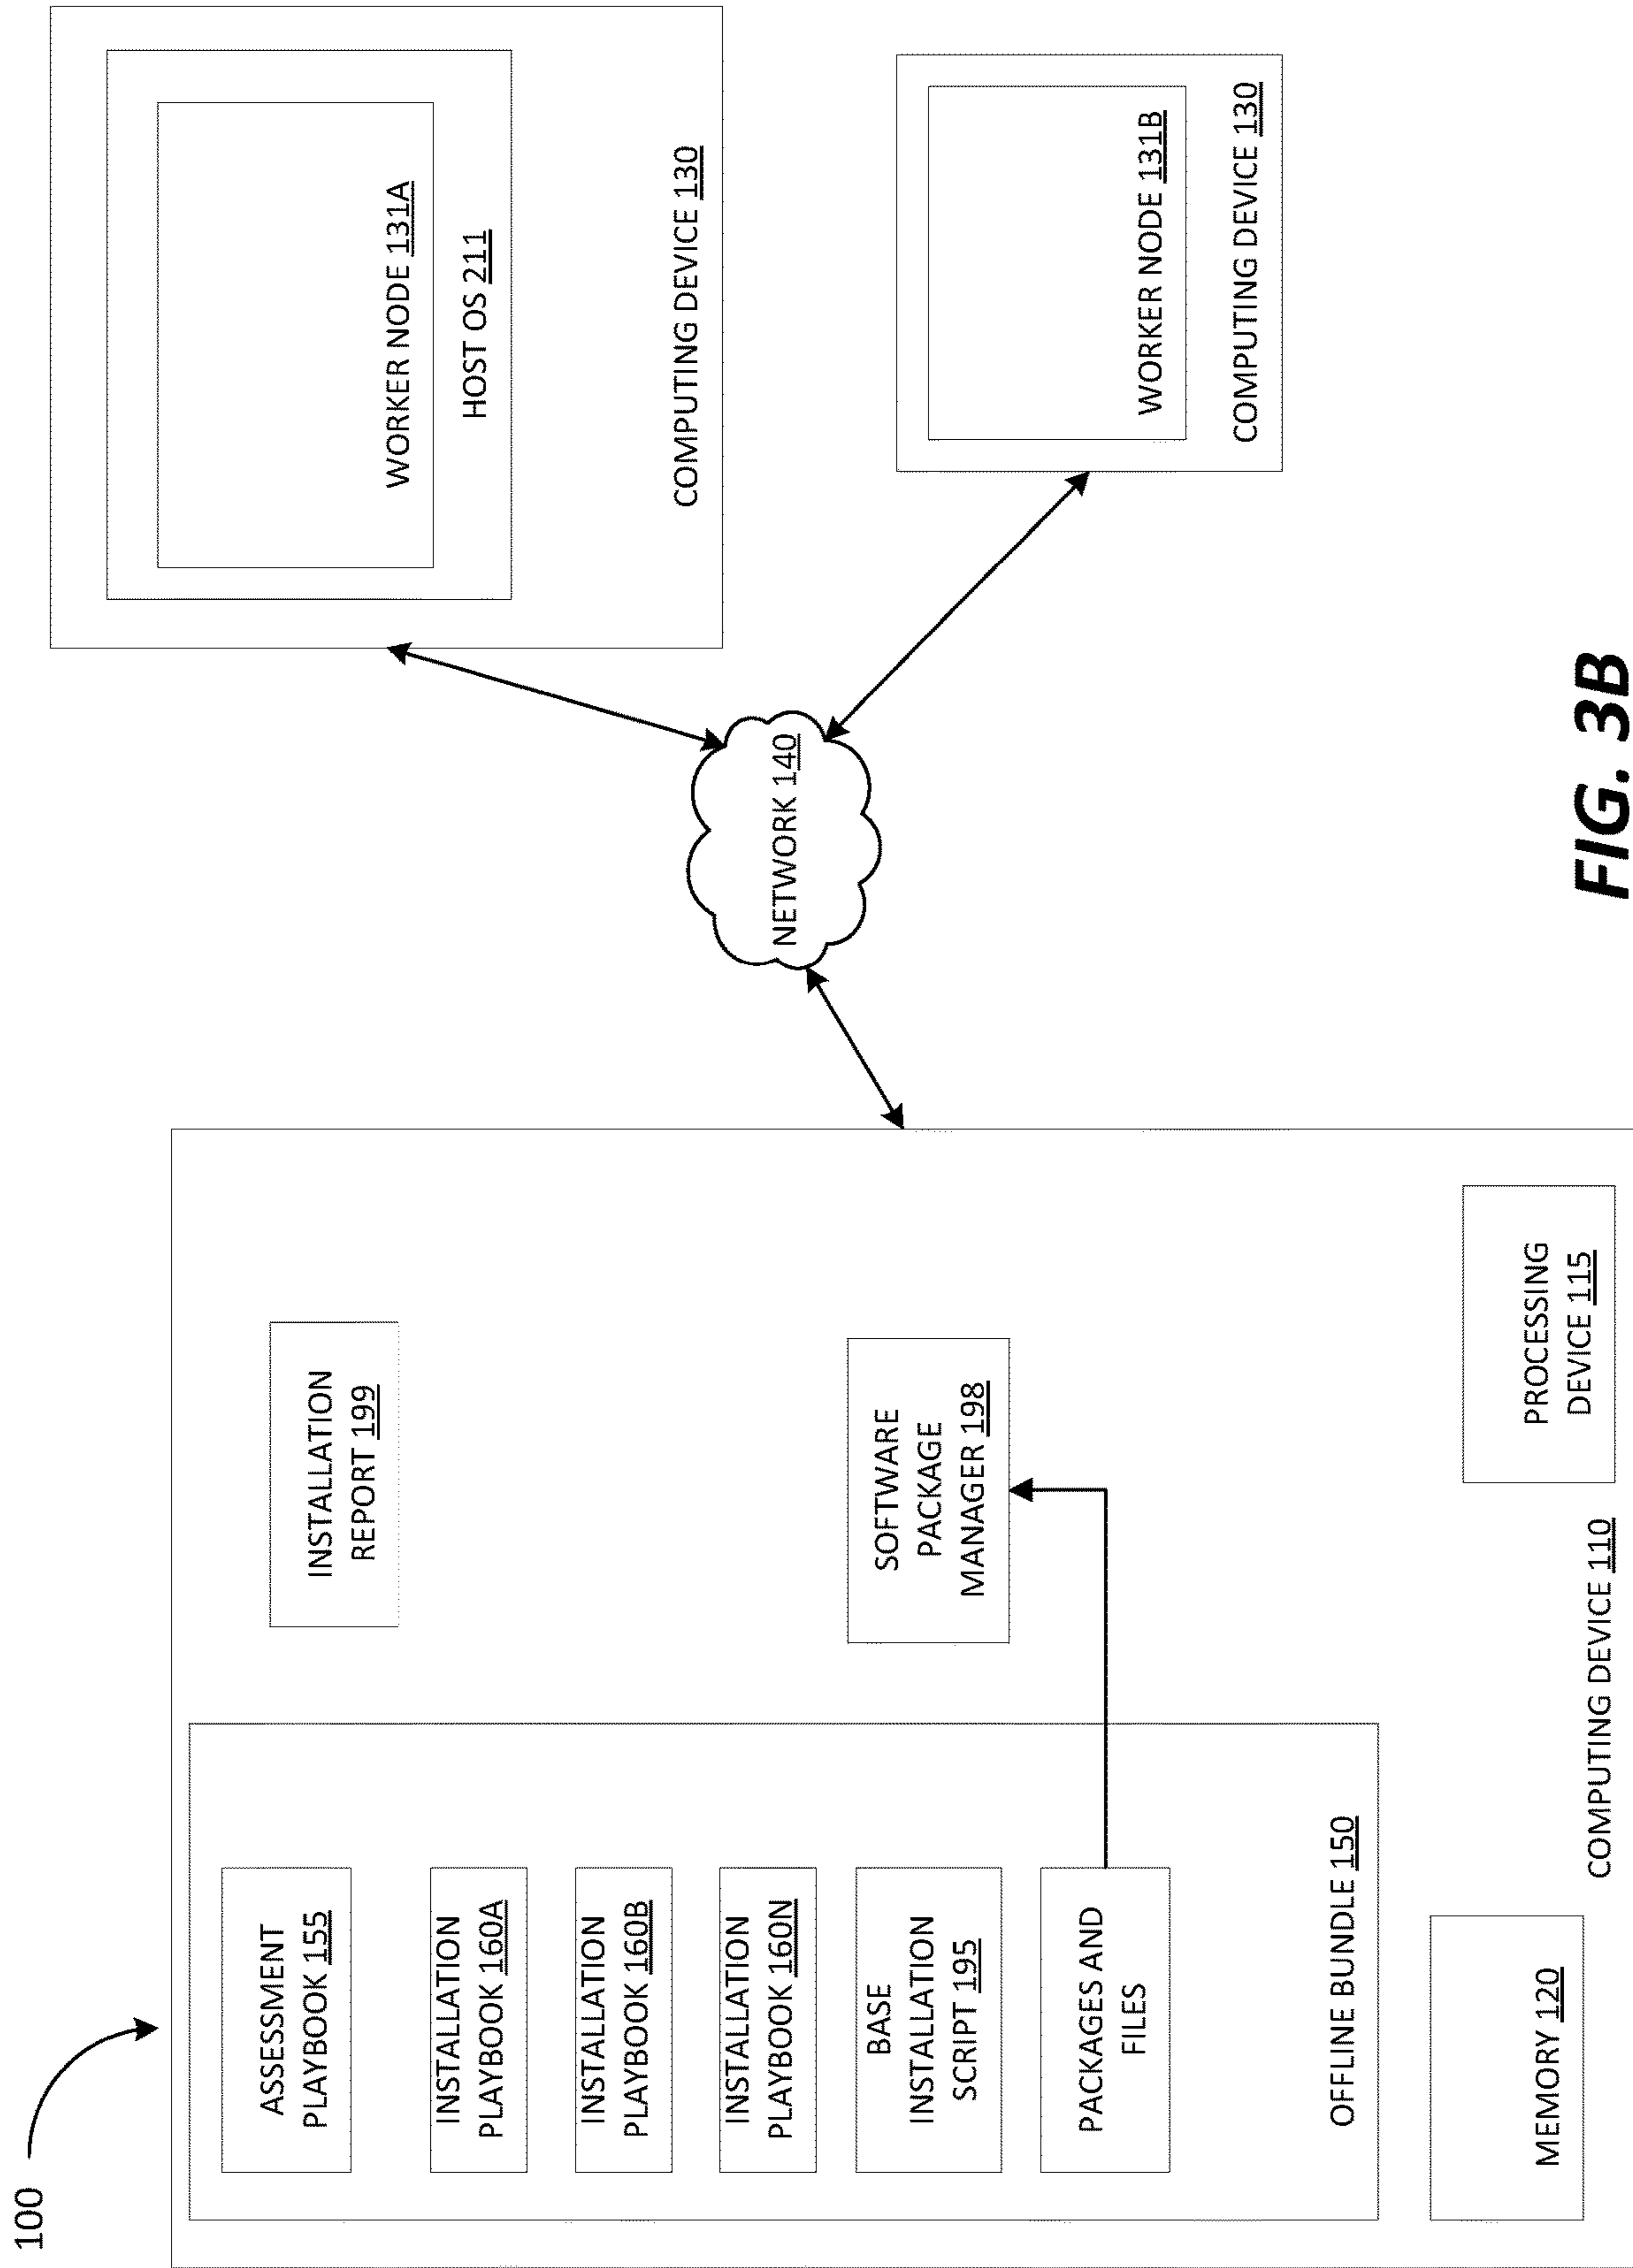 100
ASSESSMENT
PLAYBOOK 155
INSTALLATION
PLAYBOOK 160A
INSTALLATION
PLAYBOOK 160B
INSTALLATION
PLAYBOOK 160N
BASE
INSTALLATION
SCRIPT 195
PACKAGES AND
FILES
OFFLINE BUNDLE 150
MEMORY 120
INSTALLATION
REPORT 199
SOFTWARE
PACKAGE
MANAGER 198
PROCESSING
DEVICE 115
COMPUTING DEVICE 110
NETWORK 140
WORKER NODE 131A
HOST OS 211
COMPUTING DEVICE 130
WORKER NODE 131B
COMPUTING DEVICE 130
FIG. 3B